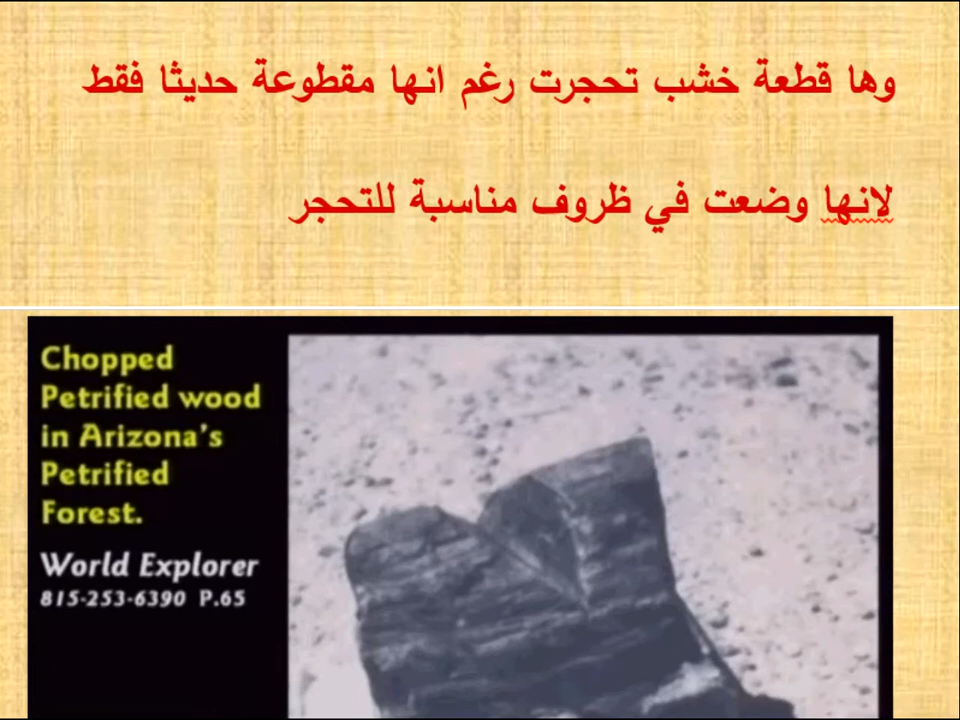 وها قطعة خشب تحجرت رغم انها مقطوعة حديثا فقط
لانها وضعت في ظروف مناسبة للتحجر
Chopped
Petrified wood
in Arizona's
Petrified
Forest.
World Explorer
815-253-6390 P.65